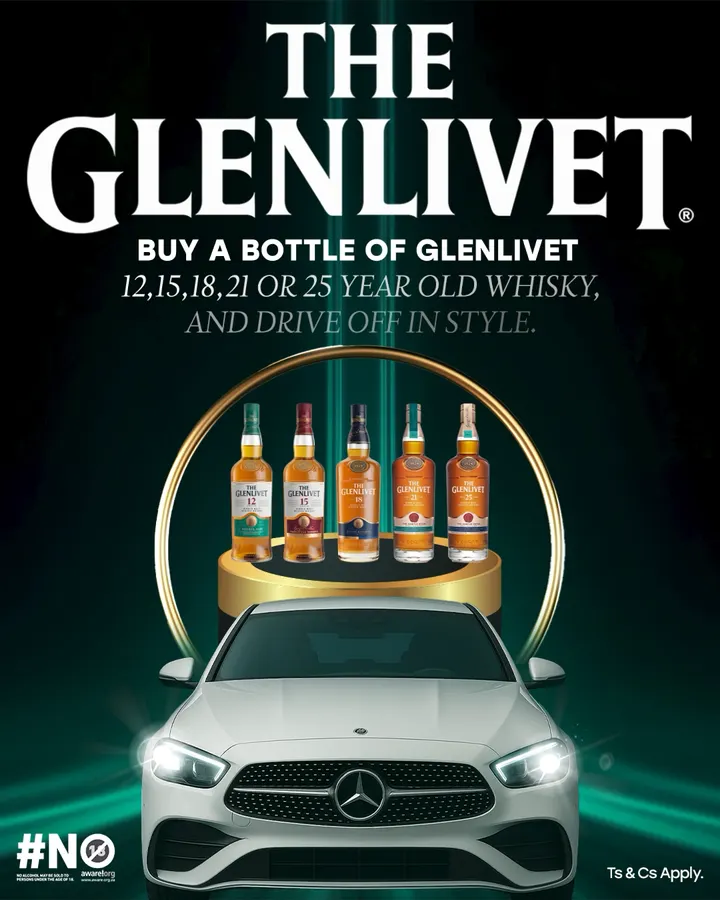 THE
GLENLIVET®
BUY A BOTTLE OF GLENLIVET
12,15,18,21 OR 25 YEAR OLD WHISKY,
AND DRIVE OFF IN STYLE.
THE
GLENLIVET
12
THE
GLENLIVET
15
THE
GLENLIVET
18
THE
GLENLIVET
21
THE
GLENLIVET
25
#NO
18
NO ALCOHOL MAY BE SOLD TO
PERSONS UNDER THE AGE OF 18.
aware.org
www.aware.org.za
Ts & Cs Apply.